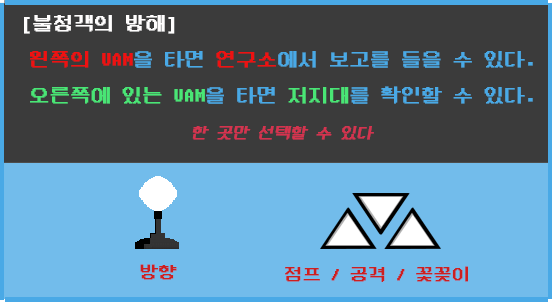 [불청객의 방해]
왼쪽의 UAM을 타면 연구소에서 보고를 들을 수 있다.
오른쪽에 있는 UAM을 타면 저지대를 확인할 수 있다.
한 곳만 선택할 수 있다
방향
점프 / 공격 / 꽃꽂이